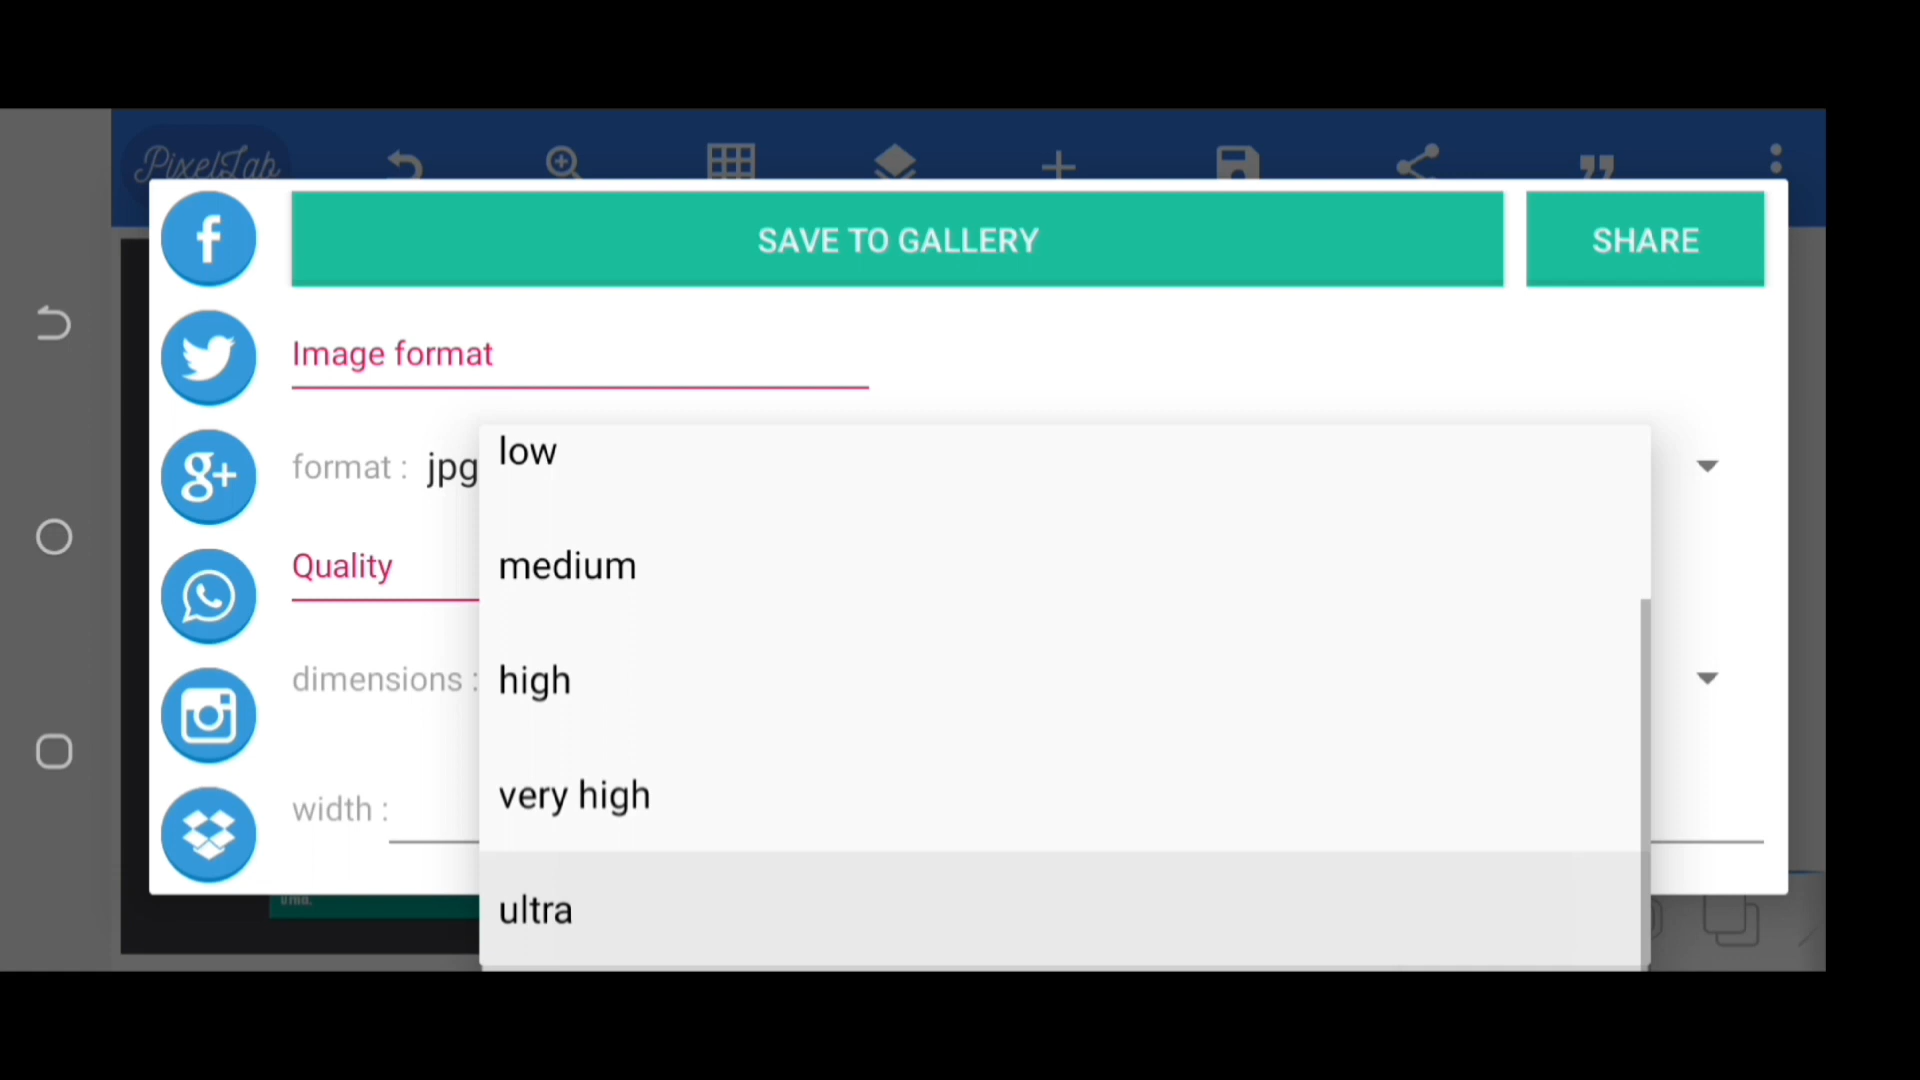 PixelLab
SAVE TO GALLERY
SHARE
Image format
format : jpg
low
medium
Quality
high
dimensions :
very high
width :
ultra